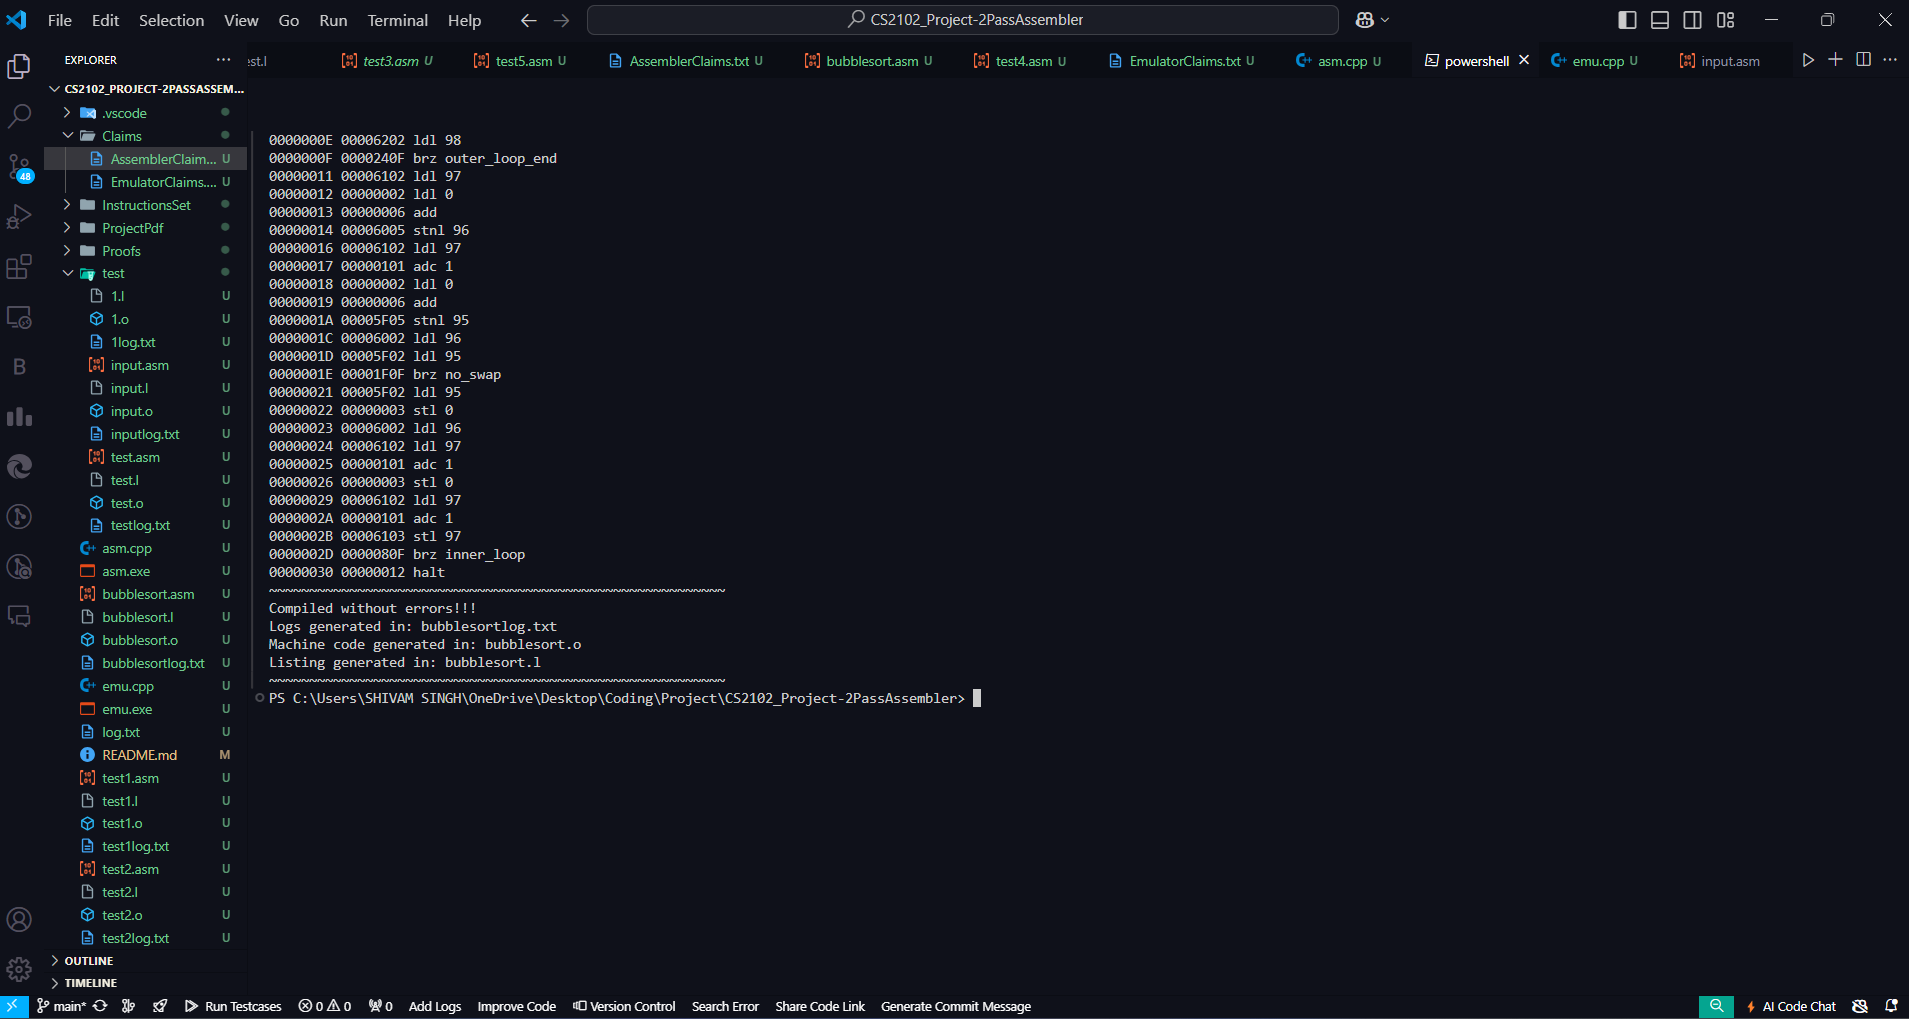 File Edit Selection View Go Run Terminal Help
CS2102_Project-2PassAssembler
EXPLORER
est.l
test3.asm U
test5.asm U
AssemblerClaims.txt U
bubblesort.asm U
test4.asm U
EmulatorClaims.txt U
asm.cpp U
powershell
emu.cpp U
input.asm
CS2102_PROJECT-2PASSASSEM...
.vscode
Claims
AssemblerClaim... U
EmulatorClaims.... U
InstructionsSet
ProjectPdf
Proofs
test
1.l U
1.o U
1log.txt U
input.asm U
input.l U
input.o U
inputlog.txt U
test.asm U
test.l U
test.o U
testlog.txt U
asm.cpp U
asm.exe U
bubblesort.asm U
bubblesort.l U
bubblesort.o U
bubblesortlog.txt U
emu.cpp U
emu.exe U
log.txt U
README.md M
test1.asm U
test1.l U
test1.o U
test1log.txt U
test2.asm U
test2.l U
test2.o U
test2log.txt U
OUTLINE
TIMELINE
48
B
0000000E 00006202 ldl 98
0000000F 0000240F brz outer_loop_end
00000011 00006102 ldl 97
00000012 00000002 ldl 0
00000013 00000006 add
00000014 00006005 stnl 96
00000016 00006102 ldl 97
00000017 00000101 adc 1
00000018 00000002 ldl 0
00000019 00000006 add
0000001A 00005F05 stnl 95
0000001C 00006002 ldl 96
0000001D 00005F02 ldl 95
0000001E 00001F0F brz no_swap
00000021 00005F02 ldl 95
00000022 00000003 stl 0
00000023 00006002 ldl 96
00000024 00006102 ldl 97
00000025 00000101 adc 1
00000026 00000003 stl 0
00000029 00006102 ldl 97
0000002A 00000101 adc 1
0000002B 00006103 stl 97
0000002D 0000080F brz inner_loop
00000030 00000012 halt
~~~~~~~~~~~~~~~~~~~~~~~~~~~~~~~~~~~~~~~~~~~~~~~~~~~~~~~~~
Compiled without errors!!!
Logs generated in: bubblesortlog.txt
Machine code generated in: bubblesort.o
Listing generated in: bubblesort.l
~~~~~~~~~~~~~~~~~~~~~~~~~~~~~~~~~~~~~~~~~~~~~~~~~~~~~~~~~
PS C:\Users\SHIVAM SINGH\OneDrive\Desktop\Coding\Project\CS2102_Project-2PassAssembler>
main* Run Testcases 0 0 0 Add Logs Improve Code Version Control Search Error Share Code Link Generate Commit Message AI Code Chat